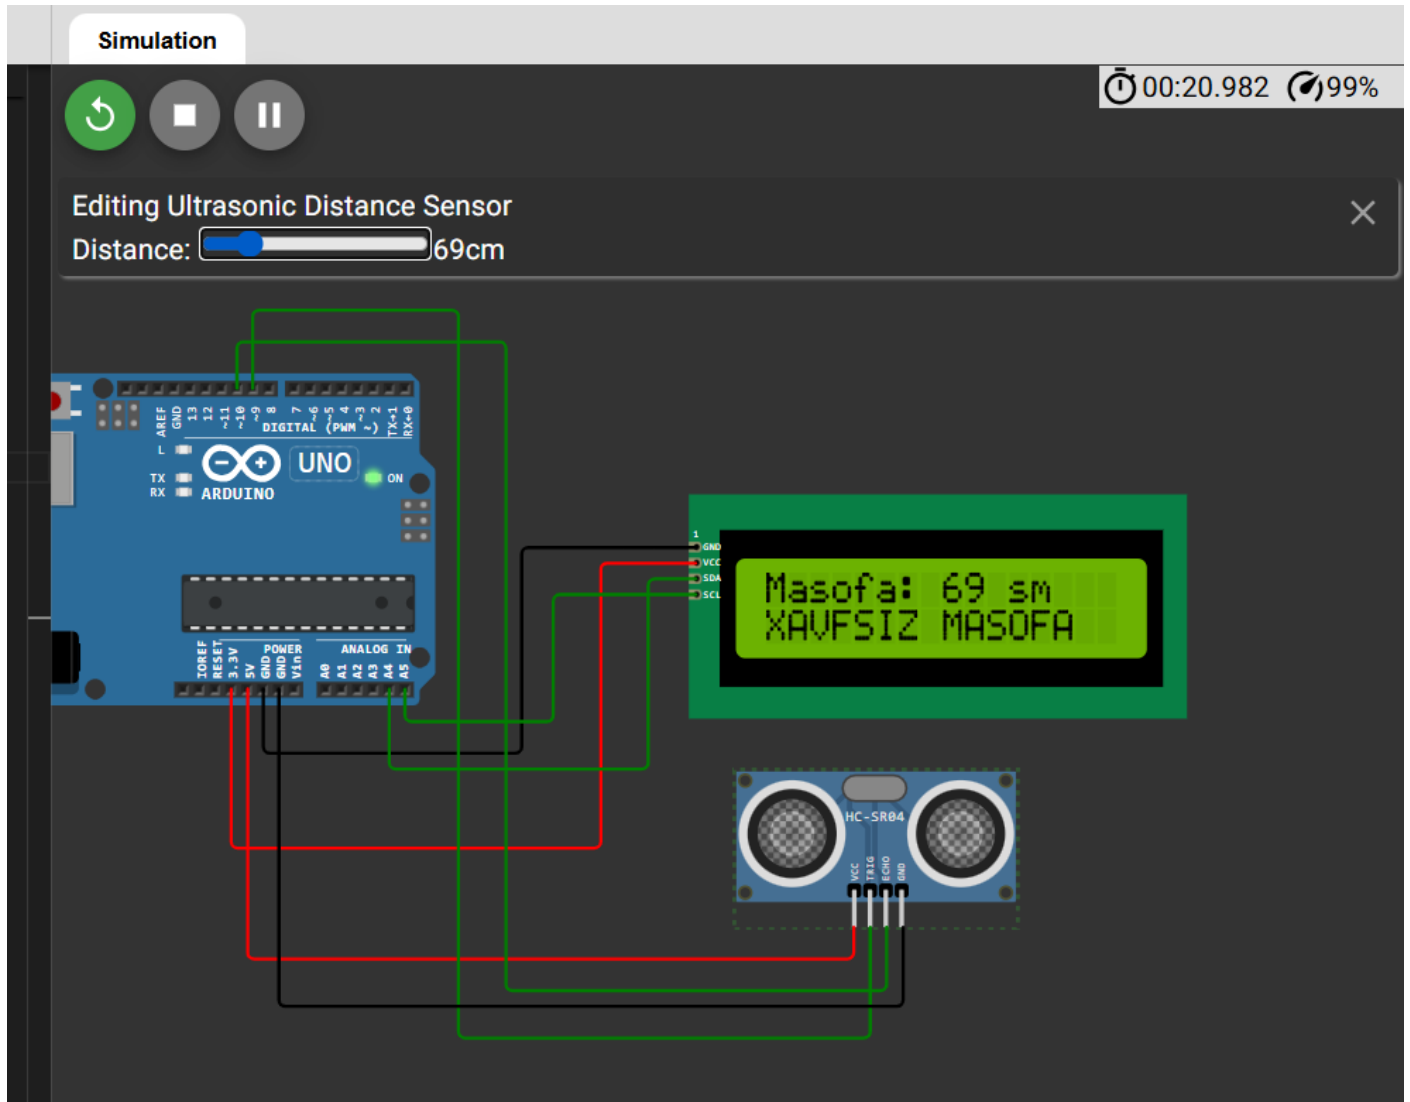 Simulation
00:20.982 99%
Editing Ultrasonic Distance Sensor
Distance: 69cm
AREF GND 13 12 ~11 ~10 ~9 8 7 ~6 ~5 4 ~3 2 TX→1 RX←0
DIGITAL (PWM ~)
L
TX
RX
ARDUINO
UNO
ON
IOREF RESET 3.3V 5V GND GND Vin A0 A1 A2 A3 A4 A5
POWER ANALOG IN
1
GND
VCC
SDA
SCL
Masofa: 69 sm
XAVFSIZ MASOFA
HC-SR04
VCC TRIG ECHO GND